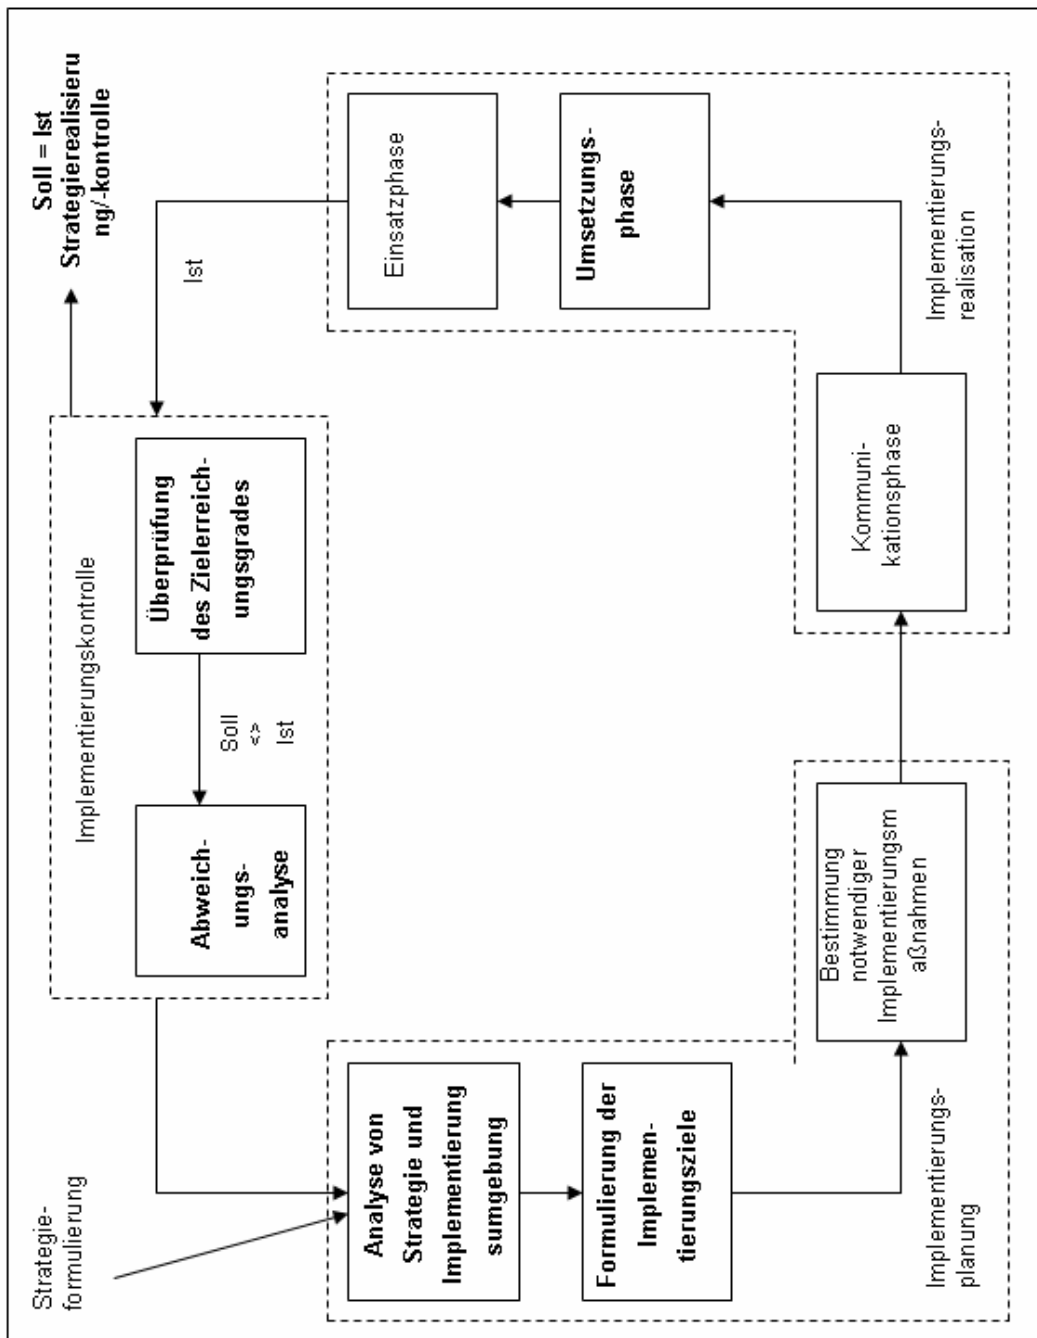 Strategie-
formulierung
Implementierungskontrolle
Soll = Ist
Strategierealisieru
ng/-kontrolle
Abweich-
ungs-
analyse
Soll
<>
Ist
Überprüfung
des Zielerreich-
ungsgrades
Ist
Analyse von
Strategie und
Implementierung
sumgebung
Einsatzphase
Formulierung der
Implemen-
tierungsziele
Umsetzungs-
phase
Bestimmung
notwendiger
Implementierungsm
aßnahmen
Kommuni-
kationsphase
Implementierungs-
planung
Implementierungs-
realisation